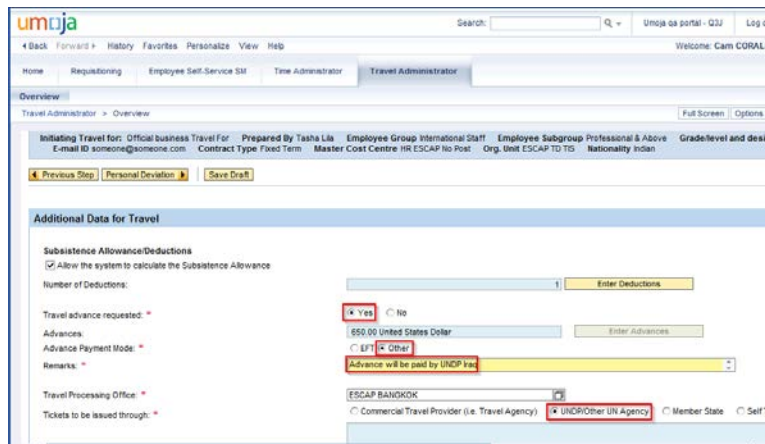 umoja
Search:
Umoja qa portal - Q3J
Log
Back Forward History Favorites Personalize View Help
Welcome: Cam CORAL
Home Requisitioning Employee Self-Service SM Time Administrator Travel Administrator
Overview
Travel Administrator > Overview
Full Screen Options
Initiating Travel for: Official business Travel For Prepared By Tasha Lila Employee Group International Staff Employee Subgroup Professional & Above Grade/level and desi
E-mail ID someone@someone.com Contract Type Fixed Term Master Cost Centre HR ESCAP No Post Org. Unit ESCAP TD TIS Nationality Indian
Previous Step Personal Deviation Save Draft
Additional Data for Travel
Subsistence Allowance/Deductions
Allow the system to calculate the Subsistence Allowance
Number of Deductions: 1 Enter Deductions
Travel advance requested: * Yes No
Advances: 650.00 United States Dollar Enter Advances
Advance Payment Mode: * EFT Other
Remarks: * Advance will be paid by UNDP Iraq
Travel Processing Office: * ESCAP BANGKOK
Tickets to be issued through: * Commercial Travel Provider (i.e. Travel Agency) UNDP/Other UN Agency Member State Self